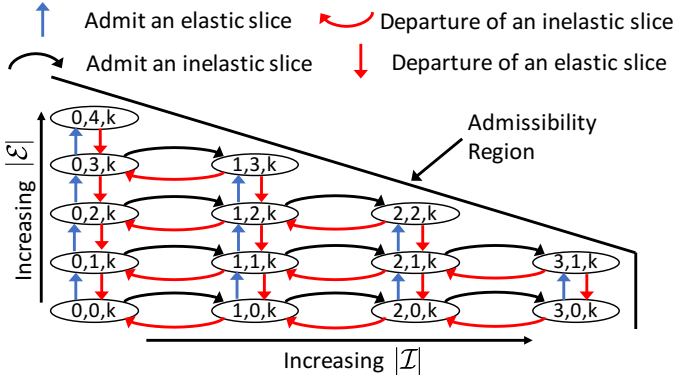 Admit an elastic slice
Departure of an inelastic slice
Admit an inelastic slice
Departure of an elastic slice
Admissibility
Region
Increasing |ℰ|
0,4,k
0,3,k 1,3,k
0,2,k 1,2,k 2,2,k
0,1,k 1,1,k 2,1,k 3,1,k
0,0,k 1,0,k 2,0,k 3,0,k
Increasing |ℐ|